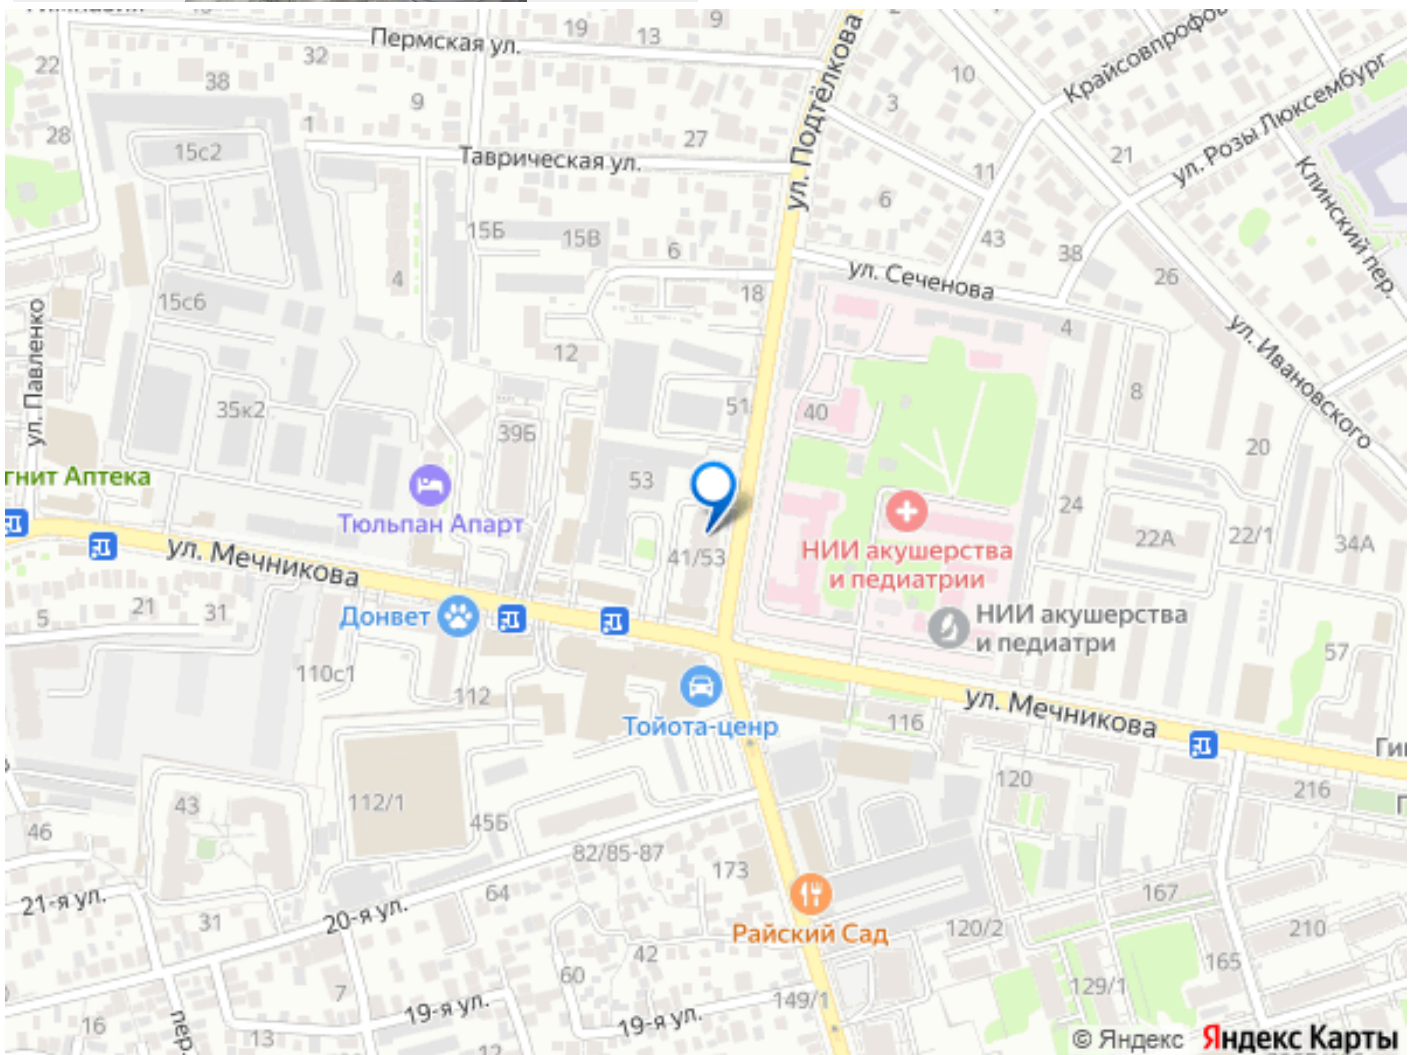 Пермская ул.
19
13
9
32
22
38
9
10
Крайсовпрофов
ул. Розы Люксембург
ул. Подтёлкова
3
28
1
15с2
27
Таврическая ул.
11
21
Клинский пер.
6
15Б
15В
6
43
38
4
18
ул. Сеченова
26
15с6
ул. Павленко
12
4
ул. Ивановского
8
35к2
39Б
51
40
20
гнит Аптека
53
Тюльпан Апарт
24
22А
22/1
34А
ул. Мечникова
41/53
НИИ акушерства
и педиатрии
5
21
31
Донвет
НИИ акушерства
и педиатри
57
110с1
112
Тойота-ценр
116
ул. Мечникова
Ги
43
112/1
45Б
120
216
46
82/85-87
173
21-я ул.
31
20-я ул.
64
167
Райский Сад
120/2
210
42
60
165
7
129/1
149/1
19-я ул.
19-я ул.
16
пер.
13
12
© Яндекс Яндекс Карты